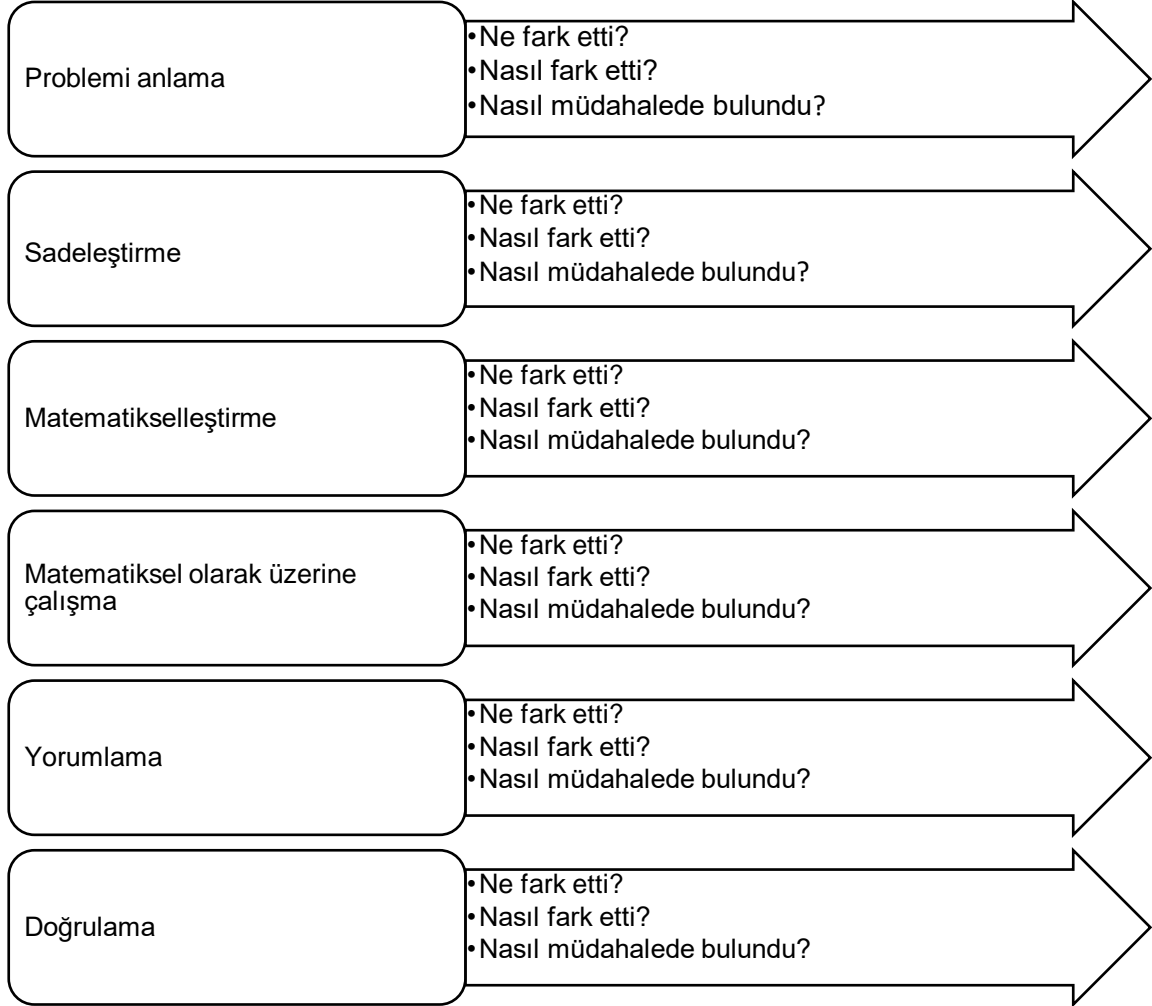 Problemi anlama
•Ne fark etti?
•Nasıl fark etti?
•Nasıl müdahalede bulundu?
Sadeleştirme
•Ne fark etti?
•Nasıl fark etti?
•Nasıl müdahalede bulundu?
Matematikselleştirme
•Ne fark etti?
•Nasıl fark etti?
•Nasıl müdahalede bulundu?
Matematiksel olarak üzerine
çalışma
•Ne fark etti?
•Nasıl fark etti?
•Nasıl müdahalede bulundu?
Yorumlama
•Ne fark etti?
•Nasıl fark etti?
•Nasıl müdahalede bulundu?
Doğrulama
•Ne fark etti?
•Nasıl fark etti?
•Nasıl müdahalede bulundu?